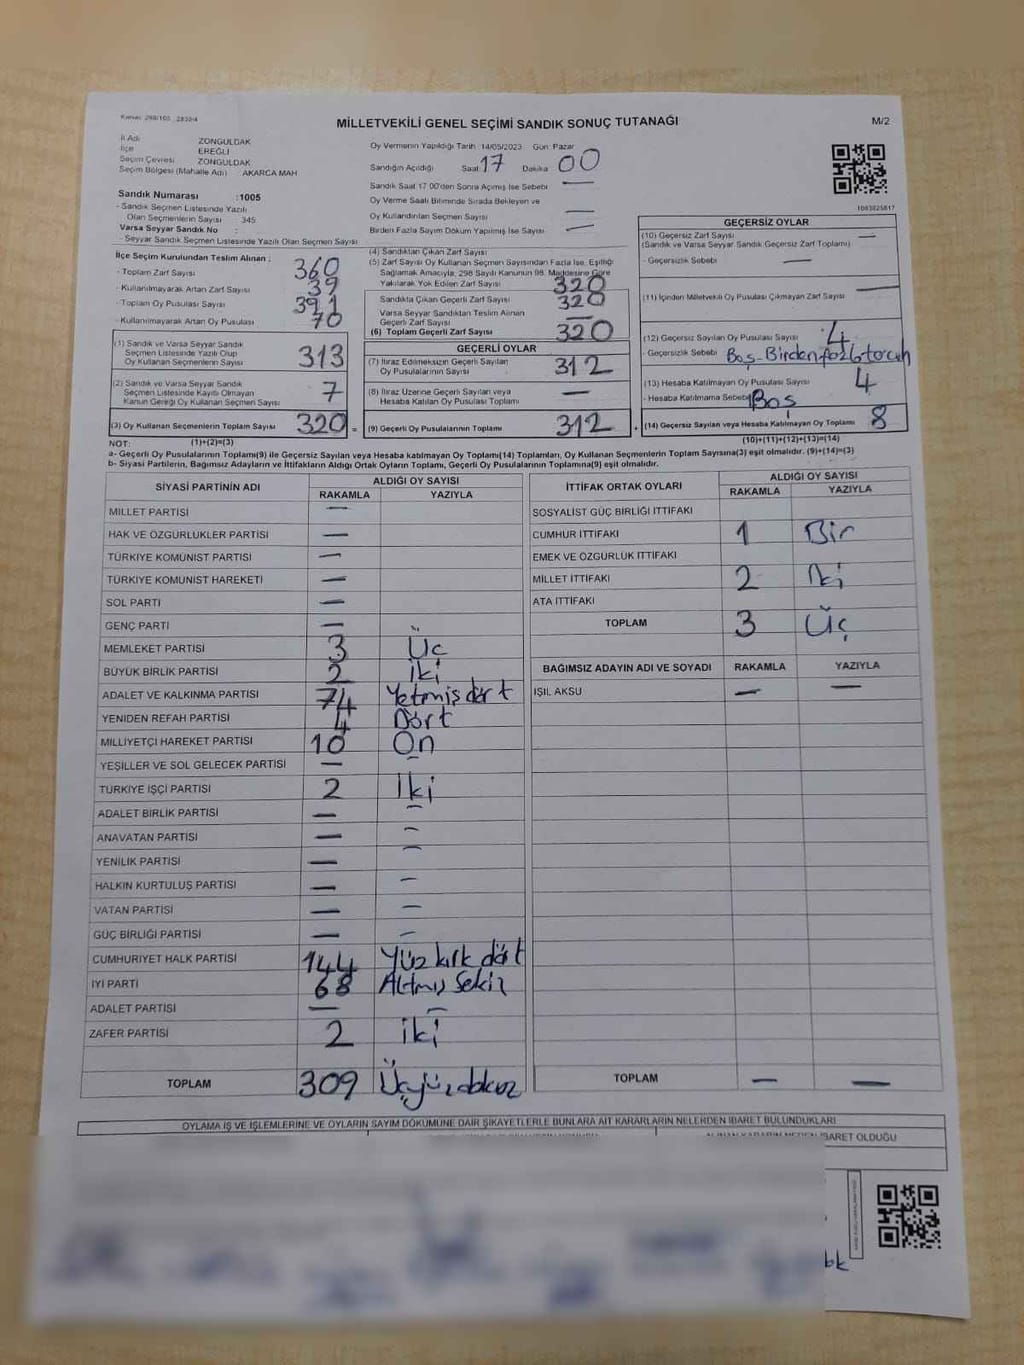 Kanun: 298/105 2839/4
MİLLETVEKİLİ GENEL SEÇİMİ SANDIK SONUÇ TUTANAĞI
M/2
İl Adı ZONGULDAK
İlçe EREĞLİ
Seçim Çevresi ZONGULDAK
Seçim Bölgesi (Mahalle Adı) AKARCA MAH
Sandık Numarası :1005
- Sandık Seçmen Listesinde Yazılı
Olan Seçmenlerin Sayısı 345
Varsa Seyyar Sandık No :
- Seyyar Sandık Seçmen Listesinde Yazılı Olan Seçmen Sayısı
Oy Vermenin Yapıldığı Tarih 14/05/2023 Gün: Pazar
Sandığın Açıldığı Saat 17 Dakika 00
Sandık Saat 17 00'den Sonra Açımış İse Sebebi —
Oy Verme Saati Bitiminde Sırada Bekleyen ve
Oy Kullandırılan Seçmen Sayısı —
Birden Fazla Sayım Döküm Yapılmış İse Sayısı —
1083825817
İlçe Seçim Kurulundan Teslim Alınan :
- Toplam Zarf Sayısı 360
- Kullanılmayarak Artan Zarf Sayısı 39
- Toplam Oy Pusulası Sayısı 391
- Kullanılmayarak Artan Oy Pusulası 70
(1) Sandık ve Varsa Seyyar Sandık
Seçmen Listesinde Yazılı Olup
Oy Kullanan Seçmenlerin Sayısı 313
(2) Sandık ve Varsa Seyyar Sandık
Seçmen Listesinde Kayıtlı Olmayan
Kanun Gereği Oy Kullanan Seçmen Sayısı 7
(3) Oy Kullanan Seçmenlerin Toplam Sayısı 320 =
(4) Sandıktan Çıkan Zarf Sayısı
(5) Zarf Sayısı Oy Kullanan Seçmen Sayısından Fazla İse, Eşitliği
Sağlamak Amacıyla, 298 Sayılı Kanunun 98. Maddesine Göre
Yakılarak Yok Edilen Zarf Sayısı 320
Sandıkta Çıkan Geçerli Zarf Sayısı 320
Varsa Seyyar Sandıktan Teslim Alınan
Geçerli Zarf Sayısı —
(6) Toplam Geçerli Zarf Sayısı 320
GEÇERLİ OYLAR
(7) İtiraz Edilmeksizin Geçerli Sayılan
Oy Pusulalarının Sayısı 312
(8) İtiraz Üzerine Geçerli Sayılan veya
Hesaba Katılan Oy Pusulası Toplamı —
(9) Geçerli Oy Pusulalarının Toplamı 312 +
GEÇERSİZ OYLAR
(10) Geçersiz Zarf Sayısı —
(Sandık ve Varsa Seyyar Sandık Geçersiz Zarf Toplamı)
- Geçersizlik Sebebi —
(11) İçinden Milletvekili Oy Pusulası Çıkmayan Zarf Sayısı —
(12) Geçersiz Sayılan Oy Pusulası Sayısı 4
- Geçersizlik Sebebi Boş-Birden fazla tercih
(13) Hesaba Katılmayan Oy Pusulası Sayısı 4
- Hesaba Katılmama Sebebi Boş
(14) Geçersiz Sayılan veya Hesaba Katılmayan Oy Toplamı 8
NOT: (1)+(2)=(3) (10)+(11)+(12)+(13)=(14)
a- Geçerli Oy Pusulalarının Toplamı(9) ile Geçersiz Sayılan veya Hesaba katılmayan Oy Toplamı(14) Toplamları, Oy Kullanan Seçmenlerin Toplam Sayısına(3) eşit olmalıdır. (9)+(14)=(3)
b- Siyasi Partilerin, Bağımsız Adayların ve İttifakların Aldığı Ortak Oyların Toplamı, Geçerli Oy Pusulalarının Toplamına(9) eşit olmalıdır.
SİYASİ PARTİNİN ADI ALDIĞI OY SAYISI
RAKAMLA YAZIYLA
MİLLET PARTİSİ —
HAK VE ÖZGÜRLÜKLER PARTİSİ —
TÜRKİYE KOMÜNİST PARTİSİ —
TÜRKİYE KOMÜNİST HAREKETİ —
SOL PARTİ —
GENÇ PARTİ —
MEMLEKET PARTİSİ 3 Üç
BÜYÜK BİRLİK PARTİSİ 2 İki
ADALET VE KALKINMA PARTİSİ 74 Yetmiş dört
YENİDEN REFAH PARTİSİ 4 Dört
MİLLİYETÇİ HAREKET PARTİSİ 10 On
YEŞİLLER VE SOL GELECEK PARTİSİ — —
TÜRKİYE İŞÇİ PARTİSİ 2 İki
ADALET BİRLİK PARTİSİ — —
ANAVATAN PARTİSİ — —
YENİLİK PARTİSİ — —
HALKIN KURTULUŞ PARTİSİ — —
VATAN PARTİSİ — —
GÜÇ BİRLİĞİ PARTİSİ — —
CUMHURİYET HALK PARTİSİ 144 Yüz kırk dört
İYİ PARTİ 68 Altmış Sekiz
ADALET PARTİSİ — —
ZAFER PARTİSİ 2 İki
TOPLAM 309 Üçyüzdokuz
İTTİFAK ORTAK OYLARI ALDIĞI OY SAYISI
RAKAMLA YAZIYLA
SOSYALİST GÜÇ BİRLİĞİ İTTİFAKI
CUMHUR İTTİFAKI 1 Bir
EMEK VE ÖZGÜRLÜK İTTİFAKI
MİLLET İTTİFAKI 2 İki
ATA İTTİFAKI
TOPLAM 3 Üç
BAĞIMSIZ ADAYIN ADI VE SOYADI RAKAMLA YAZIYLA
IŞIL AKSU — —
TOPLAM — —
OYLAMA İŞ VE İŞLEMLERİNE VE OYLARIN SAYIM DÖKÜMÜNE DAİR ŞİKAYETLERLE BUNLARA AİT KARARLARIN NELERDEN İBARET BULUNDUKLARI
İBARET OLDUĞU